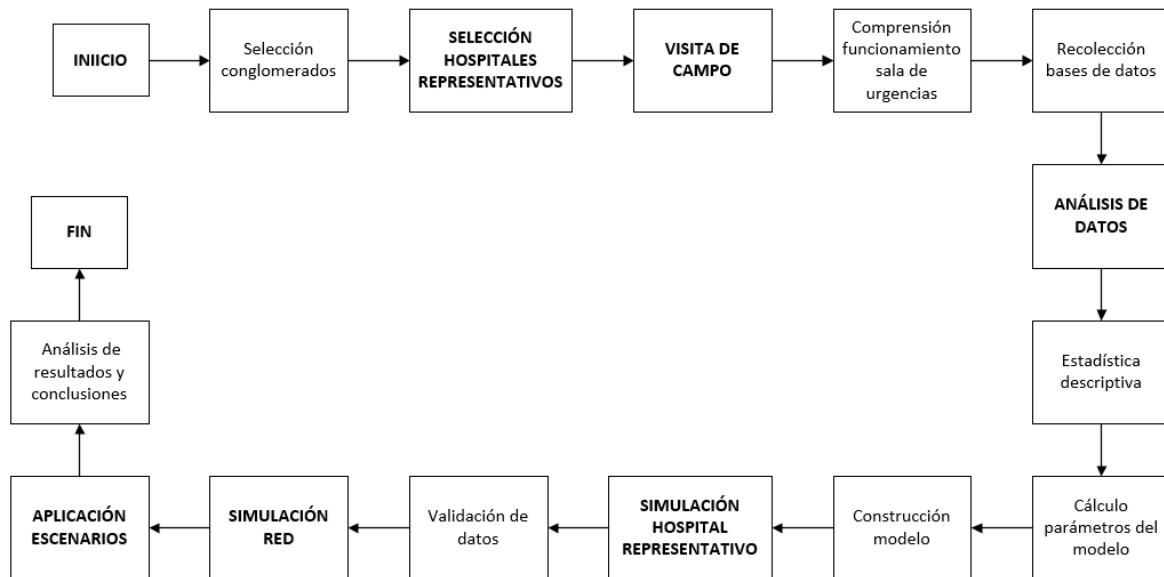 INIICIO
Selección
conglomerados
SELECCIÓN
HOSPITALES
REPRESENTATIVOS
VISITA DE
CAMPO
Comprensión
funcionamiento
sala de
urgencias
Recolección
bases de datos
ANÁLISIS DE
DATOS
Estadística
descriptiva
Cálculo
parámetros del
modelo
Construcción
modelo
SIMULACIÓN
HOSPITAL
REPRESENTATIVO
Validación de
datos
SIMULACIÓN
RED
APLICACIÓN
ESCENARIOS
Análisis de
resultados y
conclusiones
FIN